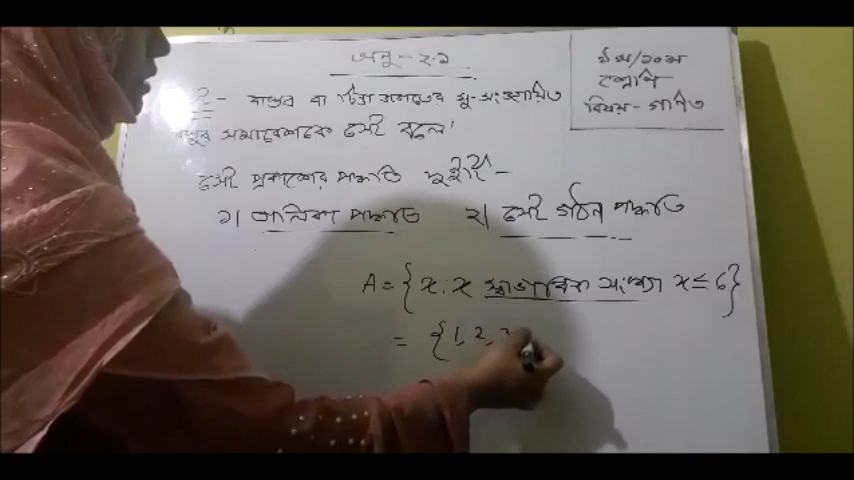 অনু - ২.১
৯ম/১০ম
শ্রেণি
বিষয় - গণিত
সেট - বাস্তব বা চিন্তা জগতের সু-সংজ্ঞায়িত
বস্তুর সমাবেশকে সেট বলে।
সেট প্রকাশের পদ্ধতি দুইটি -
১। তালিকা পদ্ধতি ২। সেট গঠন পদ্ধতি
A = { x : x স্বাভাবিক সংখ্যা x ≤ 6 }
= { 1, 2, 3